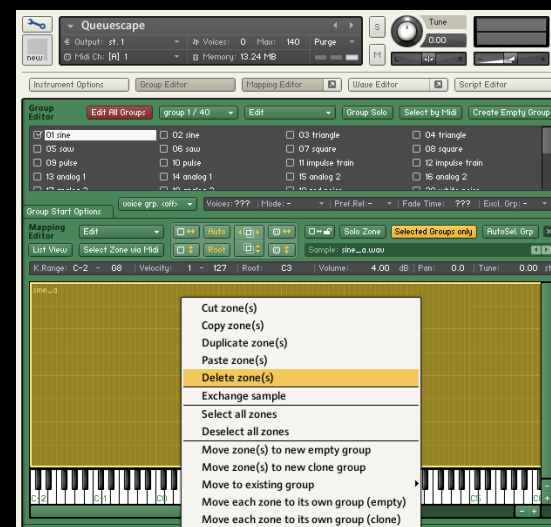 Queuescape
S
Tune
0.00
Output: st. 1
Voices: 0 Max: 140 Purge
new
Midi Ch: [A] 1
Memory: 13.24 MB
M
L R
Instrument Options
Group Editor
Mapping Editor
Wave Editor
Script Editor
Group Editor
Edit All Groups
group 1 / 40
Edit
Group Solo
Select by Midi
Create Empty Group
01 sine
02 sine
03 triangle
04 triangle
05 saw
06 saw
07 square
08 square
09 pulse
10 pulse
11 impulse train
12 impulse train
13 analog 1
14 analog 1
15 analog 2
16 analog 2
Group Start Options
voice grp. <off>
Voices: ???
Mode: -
Pref.Rel: -
Fade Time: ???
Excl. Grp: -
Mapping Editor
Edit
Auto
Solo Zone
Selected Groups only
AutoSel. Grp
List View
Select Zone via Midi
Root
Sample: sine_a.wav
K.Range: C-2 - G8
Velocity: 1 - 127
Root: C3
Volume: 4.00 dB
Pan: 0.0
Tune: 0.00 st
sine_a
Cut zone(s)
Copy zone(s)
Duplicate zone(s)
Paste zone(s)
Delete zone(s)
Exchange sample
Select all zones
Deselect all zones
Move zone(s) to new empty group
Move zone(s) to new clone group
Move to existing group
Move each zone to its own group (empty)
Move each zone to its own group (clone)
C-2
C-1
C0
C5